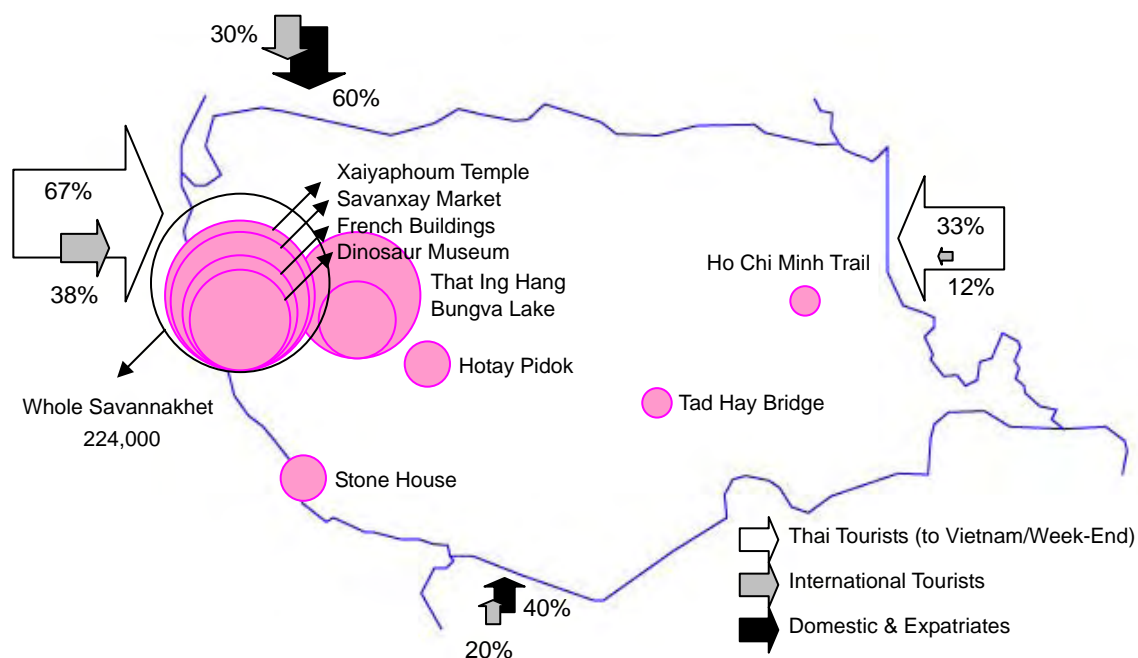 30%
60%
67%
38%
Xaiyaphoum Temple
Savanxay Market
French Buildings
Dinosaur Museum
That Ing Hang
Bungva Lake
Hotay Pidok
Ho Chi Minh Trail
33%
12%
Tad Hay Bridge
Whole Savannakhet
224,000
Stone House
40%
20%
Thai Tourists (to Vietnam/Week-End)
International Tourists
Domestic & Expatriates